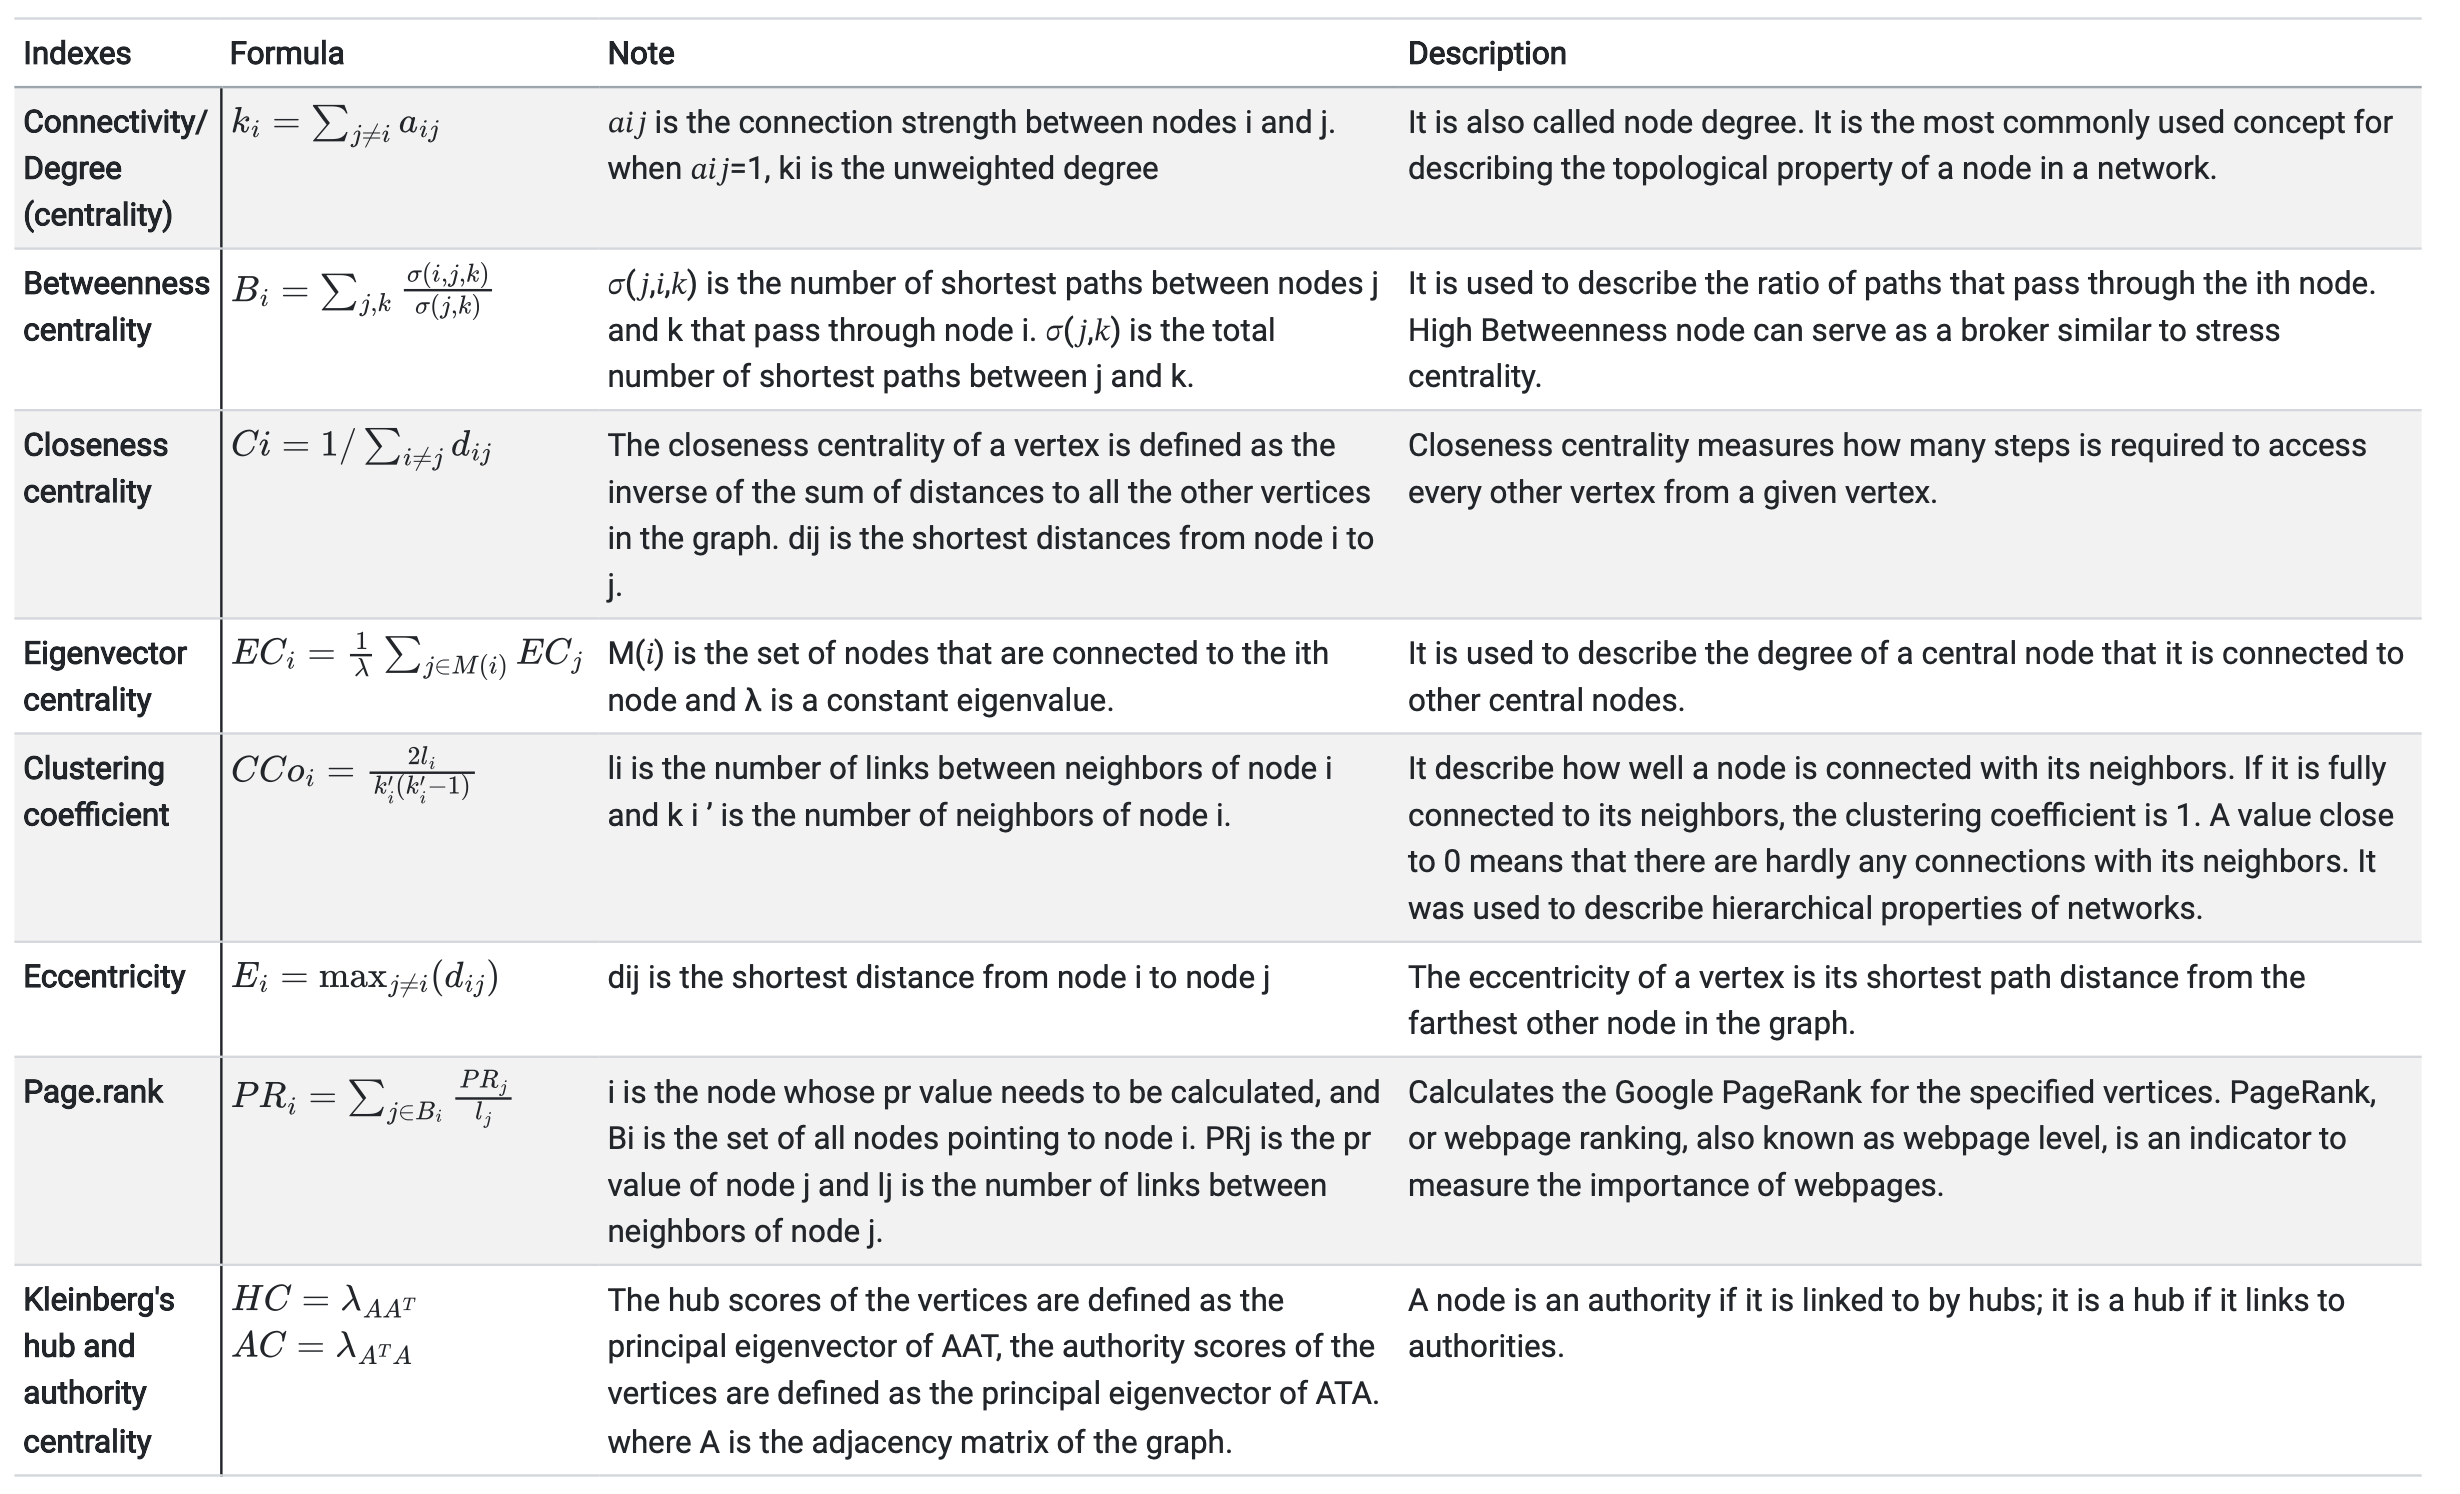 Indexes Formula Note Description
Connectivity/ Degree (centrality)
k_i = ∑_{j≠i} a_{ij}
aij is the connection strength between nodes i and j.
when aij=1, ki is the unweighted degree
It is also called node degree. It is the most commonly used concept for
describing the topological property of a node in a network.
Betweenness centrality
B_i = ∑_{j,k} σ(i,j,k)/σ(j,k)
σ(j,i,k) is the number of shortest paths between nodes j
and k that pass through node i. σ(j,k) is the total
number of shortest paths between j and k.
It is used to describe the ratio of paths that pass through the ith node.
High Betweenness node can serve as a broker similar to stress
centrality.
Closeness centrality
Ci = 1/ ∑_{i≠j} d_{ij}
The closeness centrality of a vertex is defined as the
inverse of the sum of distances to all the other vertices
in the graph. dij is the shortest distances from node i to
j.
Closeness centrality measures how many steps is required to access
every other vertex from a given vertex.
Eigenvector centrality
EC_i = 1/λ ∑_{j∈M(i)} EC_j
M(i) is the set of nodes that are connected to the ith
node and λ is a constant eigenvalue.
It is used to describe the degree of a central node that it is connected to
other central nodes.
Clustering coefficient
CCo_i = 2l_i / k'_i(k'_i−1)
li is the number of links between neighbors of node i
and k i ’ is the number of neighbors of node i.
It describe how well a node is connected with its neighbors. If it is fully
connected to its neighbors, the clustering coefficient is 1. A value close
to 0 means that there are hardly any connections with its neighbors. It
was used to describe hierarchical properties of networks.
Eccentricity
E_i = max_{j≠i}(d_{ij})
dij is the shortest distance from node i to node j
The eccentricity of a vertex is its shortest path distance from the
farthest other node in the graph.
Page.rank
PR_i = ∑_{j∈B_i} PR_j/l_j
i is the node whose pr value needs to be calculated, and
Bi is the set of all nodes pointing to node i. PRj is the pr
value of node j and lj is the number of links between
neighbors of node j.
Calculates the Google PageRank for the specified vertices. PageRank,
or webpage ranking, also known as webpage level, is an indicator to
measure the importance of webpages.
Kleinberg's hub and authority centrality
HC = λ_{AA^T}
AC = λ_{A^TA}
The hub scores of the vertices are defined as the
principal eigenvector of AAT, the authority scores of the
vertices are defined as the principal eigenvector of ATA.
where A is the adjacency matrix of the graph.
A node is an authority if it is linked to by hubs; it is a hub if it links to
authorities.